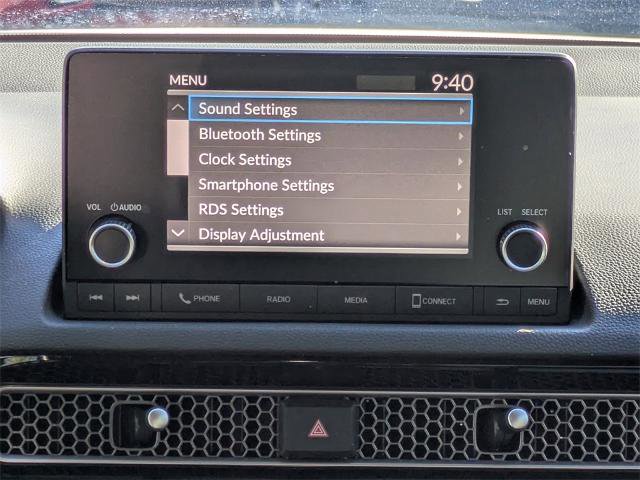 MENU 9:40
Sound Settings
Bluetooth Settings
Clock Settings
Smartphone Settings
RDS Settings
Display Adjustment
VOL AUDIO
LIST SELECT
PHONE RADIO MEDIA CONNECT MENU